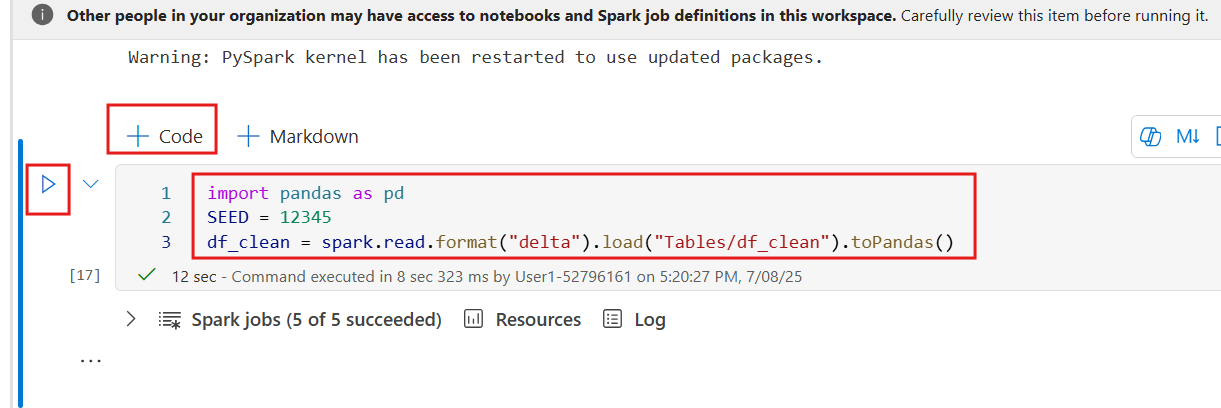 Other people in your organization may have access to notebooks and Spark job definitions in this workspace. Carefully review this item before running it.
Warning: PySpark kernel has been restarted to use updated packages.
Code Markdown
M↓
1 import pandas as pd
2 SEED = 12345
3 df_clean = spark.read.format("delta").load("Tables/df_clean").toPandas()
[17] 12 sec - Command executed in 8 sec 323 ms by User1-52796161 on 5:20:27 PM, 7/08/25
Spark jobs (5 of 5 succeeded) Resources Log
...